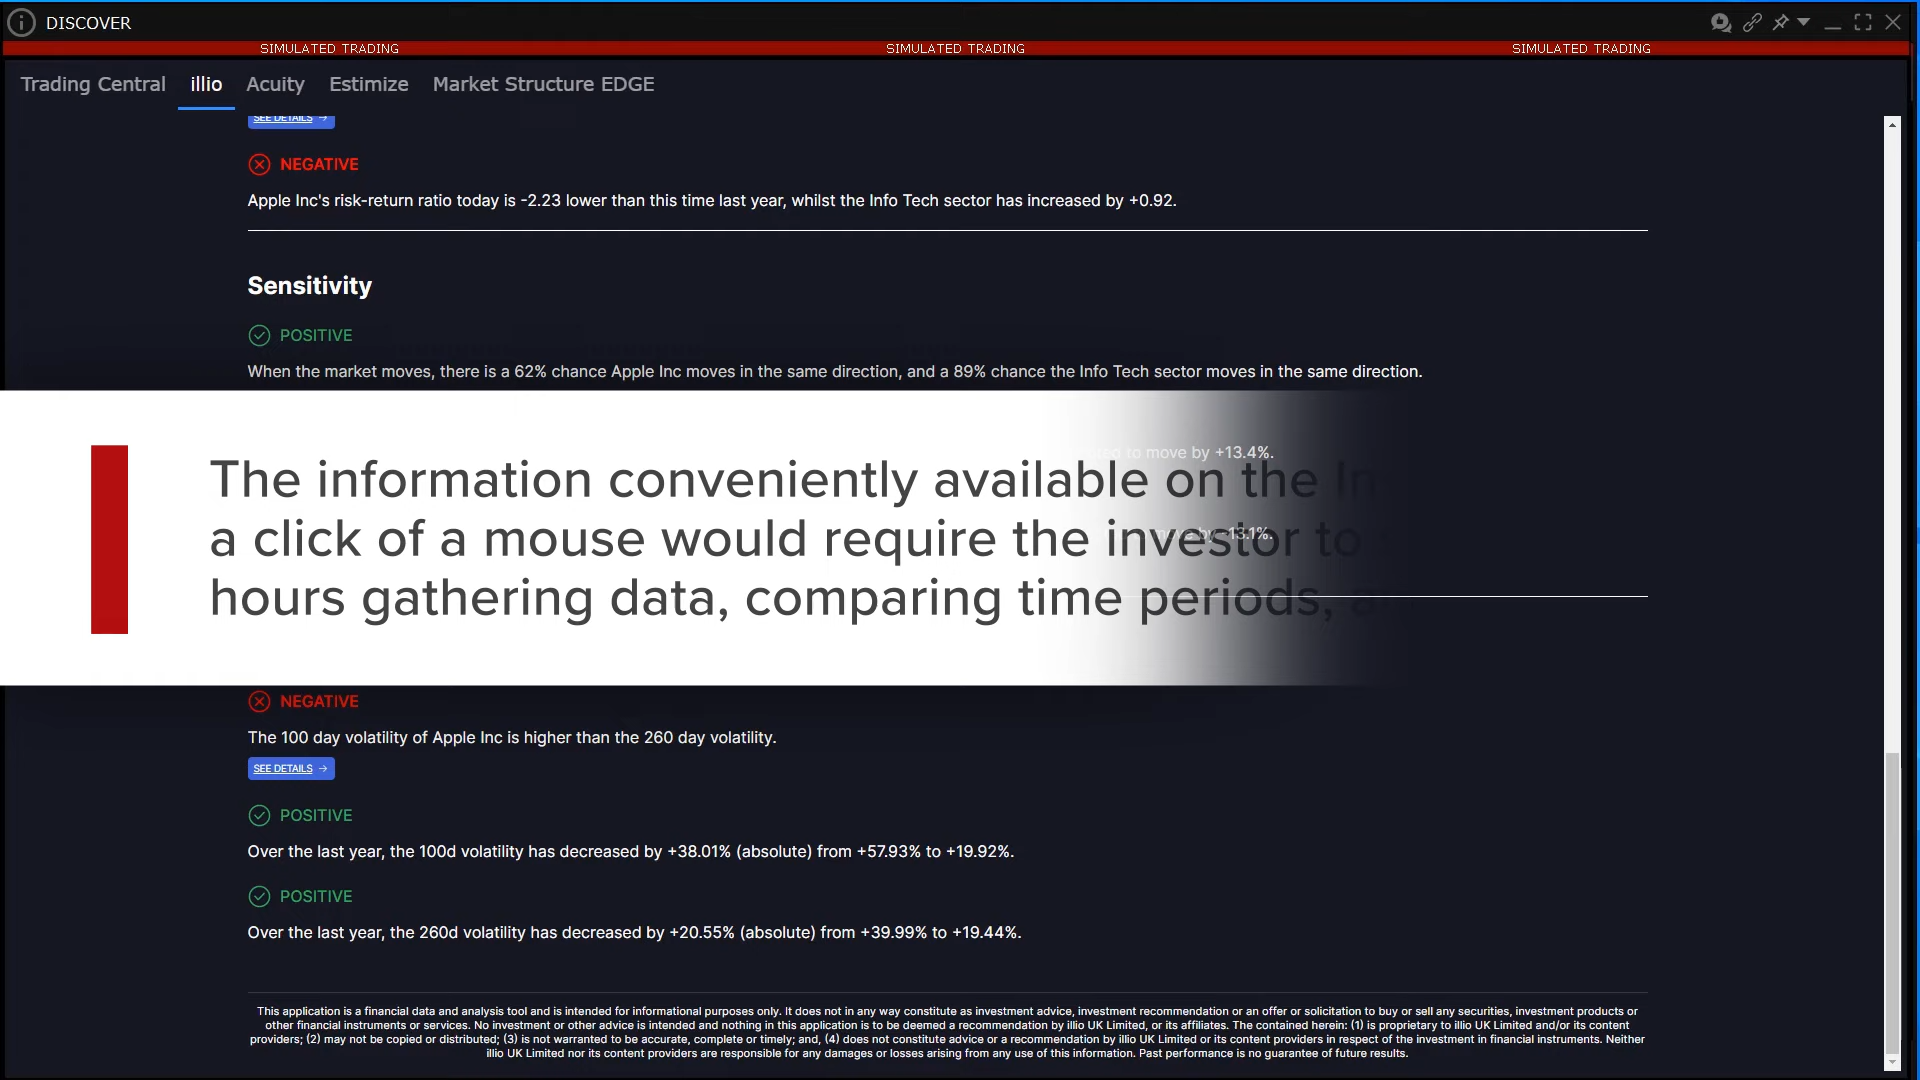 DISCOVER
SIMULATED TRADING SIMULATED TRADING SIMULATED TRADING
Trading Central illio Acuity Estimize Market Structure EDGE
SEE DETAILS →
NEGATIVE
Apple Inc's risk-return ratio today is -2.23 lower than this time last year, whilst the Info Tech sector has increased by +0.92.
Sensitivity
POSITIVE
When the market moves, there is a 62% chance Apple Inc moves in the same direction, and a 89% chance the Info Tech sector moves in the same direction.
to move by +13.4%.
The information conveniently available on the
move by -13.1%.
a click of a mouse would require the investor to
hours gathering data, comparing time periods,
NEGATIVE
The 100 day volatility of Apple Inc is higher than the 260 day volatility.
SEE DETAILS →
POSITIVE
Over the last year, the 100d volatility has decreased by +38.01% (absolute) from +57.93% to +19.92%.
POSITIVE
Over the last year, the 260d volatility has decreased by +20.55% (absolute) from +39.99% to +19.44%.
This application is a financial data and analysis tool and is intended for informational purposes only. It does not in any way constitute as investment advice, investment recommendation or an offer or solicitation to buy or sell any securities, investment products or
other financial instruments or services. No investment or other advice is intended and nothing in this application is to be deemed a recommendation by illio UK Limited, or its affiliates. The contained herein: (1) is proprietary to illio UK Limited and/or its content
providers; (2) may not be copied or distributed; (3) is not warranted to be accurate, complete or timely; and, (4) does not constitute advice or a recommendation by illio UK Limited or its content providers in respect of the investment in financial instruments. Neither
illio UK Limited nor its content providers are responsible for any damages or losses arising from any use of this information. Past performance is no guarantee of future results.